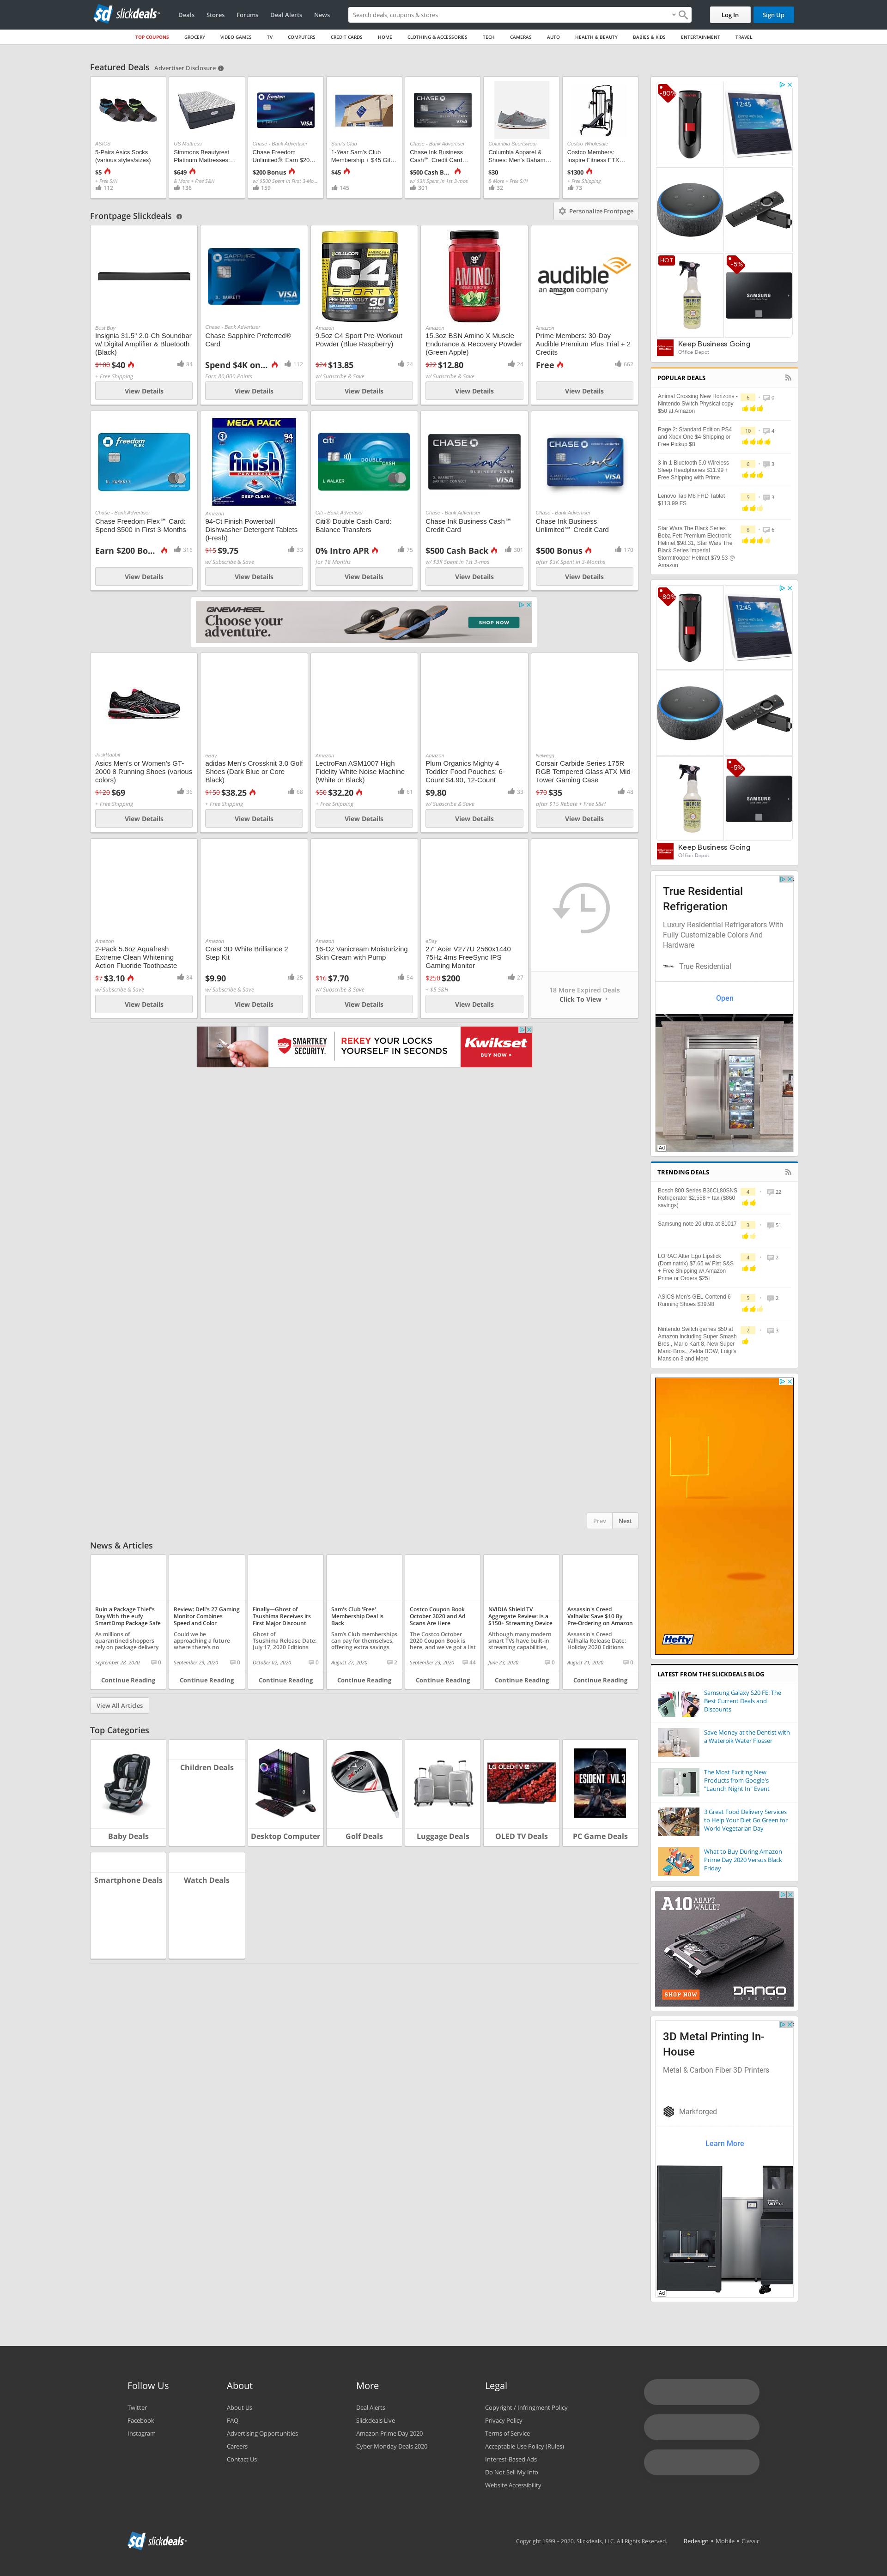 slickdeals
Deals
Stores
Forums
Deal Alerts
News
Search deals, coupons & stores
Log In
Sign Up
TOP COUPONS
GROCERY
VIDEO GAMES
TV
COMPUTERS
CREDIT CARDS
HOME
CLOTHING & ACCESSORIES
TECH
CAMERAS
AUTO
HEALTH & BEAUTY
BABIES & KIDS
ENTERTAINMENT
TRAVEL
Featured Deals
Advertiser Disclosure
ASICS
5-Pairs Asics Socks
(various styles/sizes)
$5
+ Free S/H
112
US Mattress
Simmons Beautyrest
Platinum Mattresses:...
$649
& More + Free S&H
136
Chase - Bank Advertiser
Chase Freedom
Unlimited®: Earn $20...
$200 Bonus
w/ $500 Spent in First 3-Mo...
159
Sam's Club
1-Year Sam's Club
Membership + $45 Gif...
$45
145
Chase - Bank Advertiser
Chase Ink Business
Cash℠ Credit Card...
$500 Cash B...
w/ $3K Spent in 1st 3-mos
301
Columbia Sportswear
Columbia Apparel &
Shoes: Men's Baham...
$30
& More + Free S/H
32
Costco Wholesale
Costco Members:
Inspire Fitness FTX...
$1300
+ Free Shipping
73
Frontpage Slickdeals
Personalize Frontpage
Best Buy
Insignia 31.5" 2.0-Ch Soundbar
w/ Digital Amplifier & Bluetooth
(Black)
$100 $40
84
+ Free Shipping
View Details
Chase - Bank Advertiser
Chase Sapphire Preferred®
Card
Spend $4K on...
112
Earn 80,000 Points
View Details
Amazon
9.5oz C4 Sport Pre-Workout
Powder (Blue Raspberry)
$24 $13.85
24
w/ Subscribe & Save
View Details
Amazon
15.3oz BSN Amino X Muscle
Endurance & Recovery Powder
(Green Apple)
$22 $12.80
24
w/ Subscribe & Save
View Details
audible
an amazon company
Amazon
Prime Members: 30-Day
Audible Premium Plus Trial + 2
Credits
Free
662
View Details
Chase - Bank Advertiser
Chase Freedom Flex℠ Card:
Spend $500 in First 3-Months
Earn $200 Bo...
316
View Details
MEGA PACK
94
finish
POWERBALL
DEEP CLEAN
Amazon
94-Ct Finish Powerball
Dishwasher Detergent Tablets
(Fresh)
$15 $9.75
33
w/ Subscribe & Save
View Details
Citi - Bank Advertiser
Citi® Double Cash Card:
Balance Transfers
0% Intro APR
75
for 18 Months
View Details
Chase - Bank Advertiser
Chase Ink Business Cash℠
Credit Card
$500 Cash Back
301
w/ $3K Spent in 1st 3-mos
View Details
Chase - Bank Advertiser
Chase Ink Business
Unlimited℠ Credit Card
$500 Bonus
170
after $3K Spent in 3-Months
View Details
ONEWHEEL
Choose your
adventure.
SHOP NOW
JackRabbit
Asics Men's or Women's GT-
2000 8 Running Shoes (various
colors)
$120 $69
36
+ Free Shipping
View Details
eBay
adidas Men's Crossknit 3.0 Golf
Shoes (Dark Blue or Core
Black)
$150 $38.25
68
+ Free Shipping
View Details
Amazon
LectroFan ASM1007 High
Fidelity White Noise Machine
(White or Black)
$50 $32.20
61
+ Free Shipping
View Details
Amazon
Plum Organics Mighty 4
Toddler Food Pouches: 6-
Count $4.90, 12-Count
$9.80
33
w/ Subscribe & Save
View Details
Newegg
Corsair Carbide Series 175R
RGB Tempered Glass ATX Mid-
Tower Gaming Case
$70 $35
48
after $15 Rebate + Free S&H
View Details
Amazon
2-Pack 5.6oz Aquafresh
Extreme Clean Whitening
Action Fluoride Toothpaste
$7 $3.10
84
w/ Subscribe & Save
View Details
Amazon
Crest 3D White Brilliance 2
Step Kit
$9.90
25
w/ Subscribe & Save
View Details
Amazon
16-Oz Vanicream Moisturizing
Skin Cream with Pump
$16 $7.70
54
w/ Subscribe & Save
View Details
eBay
27" Acer V277U 2560x1440
75Hz 4ms FreeSync IPS
Gaming Monitor
$250 $200
27
+ $5 S&H
View Details
18 More Expired Deals
Click To View
SMARTKEY
SECURITY
REKEY YOUR LOCKS
YOURSELF IN SECONDS
Kwikset
BUY NOW >
Prev
Next
News & Articles
Ruin a Package Thief's
Day With the eufy
SmartDrop Package Safe
As millions of
quarantined shoppers
rely on package delivery
September 28, 2020
0
Continue Reading
Review: Dell's 27 Gaming
Monitor Combines
Speed and Color
Could we be
approaching a future
where there's no
September 29, 2020
0
Continue Reading
Finally—Ghost of
Tsushima Receives its
First Major Discount
Ghost of
Tsushima Release Date:
July 17, 2020 Editions
October 02, 2020
0
Continue Reading
Sam's Club 'Free'
Membership Deal is
Back
Sam's Club memberships
can pay for themselves,
offering extra savings
August 27, 2020
2
Continue Reading
Costco Coupon Book
October 2020 and Ad
Scans Are Here
The Costco October
2020 Coupon Book is
here, and we've got a list
September 23, 2020
44
Continue Reading
NVIDIA Shield TV
Aggregate Review: Is a
$150+ Streaming Device
Although many modern
smart TVs have built-in
streaming capabilities,
June 23, 2020
0
Continue Reading
Assassin's Creed
Valhalla: Save $10 By
Pre-Ordering on Amazon
Assassin's Creed
Valhalla Release Date:
Holiday 2020 Editions
August 21, 2020
0
Continue Reading
View All Articles
Top Categories
Baby Deals
Children Deals
Desktop Computer
Golf Deals
LG OLED TV
Luggage Deals
OLED TV Deals
RESIDENT EVIL 3
PC Game Deals
Smartphone Deals
Watch Deals
-80%
12:45
HOT
-5%
SAMSUNG
Keep Business Going
Office Depot
POPULAR DEALS
Animal Crossing New Horizons -
Nintendo Switch Physical copy
$50 at Amazon
6
0
Rage 2: Standard Edition PS4
and Xbox One $4 Shipping or
Free Pickup $8
10
4
3-in-1 Bluetooth 5.0 Wireless
Sleep Headphones $11.99 +
Free Shipping with Prime
6
3
Lenovo Tab M8 FHD Tablet
$113.99 FS
5
3
Star Wars The Black Series
Boba Fett Premium Electronic
Helmet $98.31, Star Wars The
Black Series Imperial
Stormtrooper Helmet $79.53 @
Amazon
8
6
-80%
12:45
-5%
SAMSUNG
Keep Business Going
Office Depot
True Residential
Refrigeration
Luxury Residential Refrigerators With
Fully Customizable Colors And
Hardware
True Residential
Open
Ad
TRENDING DEALS
Bosch 800 Series B36CL80SNS
Refrigerator $2,558 + tax ($860
savings)
4
22
Samsung note 20 ultra at $1017
3
51
LORAC Alter Ego Lipstick
(Dominatrix) $7.65 w/ Fist S&S
+ Free Shipping w/ Amazon
Prime or Orders $25+
4
2
ASICS Men's GEL-Contend 6
Running Shoes $39.98
5
2
Nintendo Switch games $50 at
Amazon including Super Smash
Bros., Mario Kart 8, New Super
Mario Bros., Zelda BOW, Luigi's
Mansion 3 and More
2
3
Hefty
LATEST FROM THE SLICKDEALS BLOG
Samsung Galaxy S20 FE: The
Best Current Deals and
Discounts
Save Money at the Dentist with
a Waterpik Water Flosser
The Most Exciting New
Products from Google's
"Launch Night In" Event
3 Great Food Delivery Services
to Help Your Diet Go Green for
World Vegetarian Day
What to Buy During Amazon
Prime Day 2020 Versus Black
Friday
A10 ADAPT
WALLET
SHOP NOW
DANGO
3D Metal Printing In-
House
Metal & Carbon Fiber 3D Printers
Markforged
Learn More
Ad
Follow Us
Twitter
Facebook
Instagram
About
About Us
FAQ
Advertising Opportunities
Careers
Contact Us
More
Deal Alerts
Slickdeals Live
Amazon Prime Day 2020
Cyber Monday Deals 2020
Legal
Copyright / Infringment Policy
Privacy Policy
Terms of Service
Acceptable Use Policy (Rules)
Interest-Based Ads
Do Not Sell My Info
Website Accessibility
slickdeals
Copyright 1999 - 2020. Slickdeals, LLC. All Rights Reserved.
Redesign • Mobile • Classic